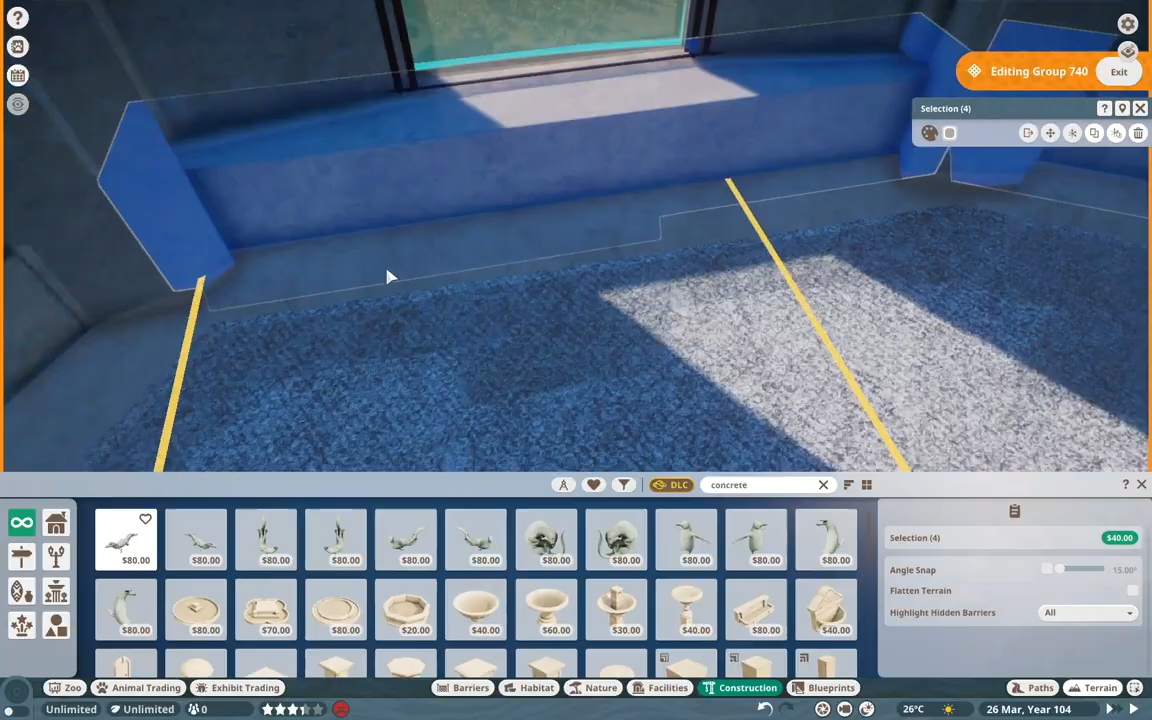 ?
Editing Group 740
Exit
Selection (4)
?
DLC
concrete
?
$80.00 $80.00 $80.00 $80.00 $80.00 $80.00 $80.00 $80.00 $80.00 $80.00 $80.00
$80.00 $80.00 $70.00 $80.00 $20.00 $40.00 $60.00 $30.00 $40.00 $80.00 $40.00
Selection (4)
$40.00
Angle Snap
15.00°
Flatten Terrain
Highlight Hidden Barriers
All
Zoo
Animal Trading
Exhibit Trading
Barriers
Habitat
Nature
Facilities
Construction
Blueprints
Paths
Terrain
Unlimited
Unlimited
0
26°C
26 Mar, Year 104